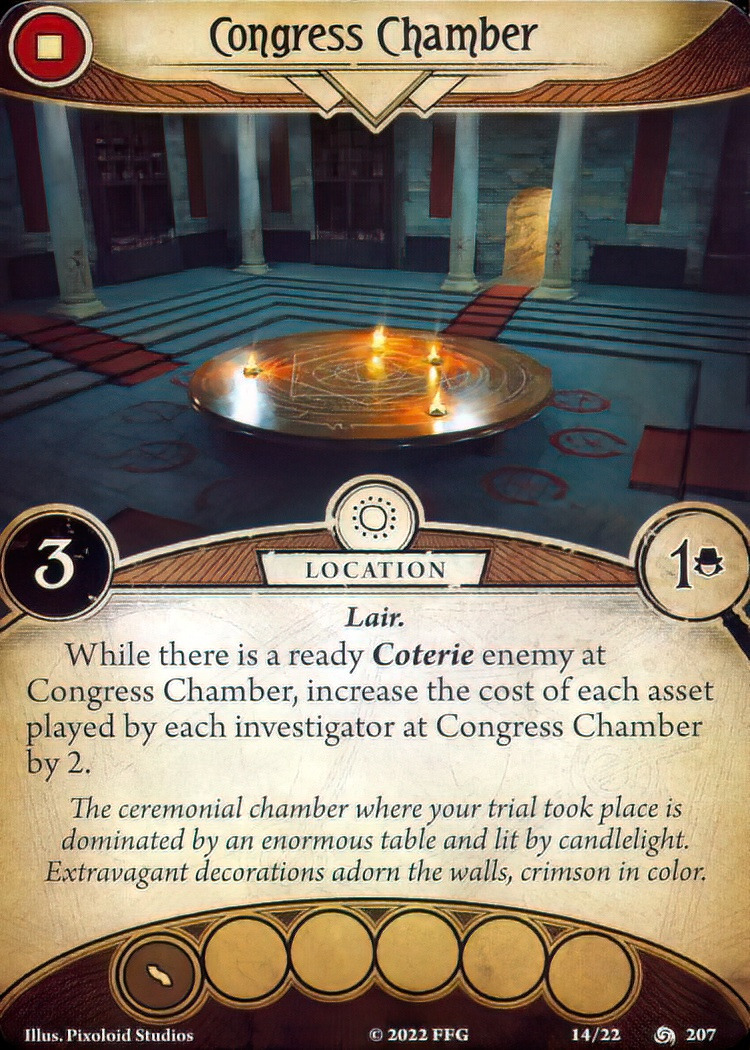 Congress Chamber
3
LOCATION
1
Lair.
While there is a ready Coterie enemy at
Congress Chamber, increase the cost of each asset
played by each investigator at Congress Chamber
by 2.
The ceremonial chamber where your trial took place is
dominated by an enormous table and lit by candlelight.
Extravagant decorations adorn the walls, crimson in color.
Illus. Pixoloid Studios © 2022 FFG 14/22 207